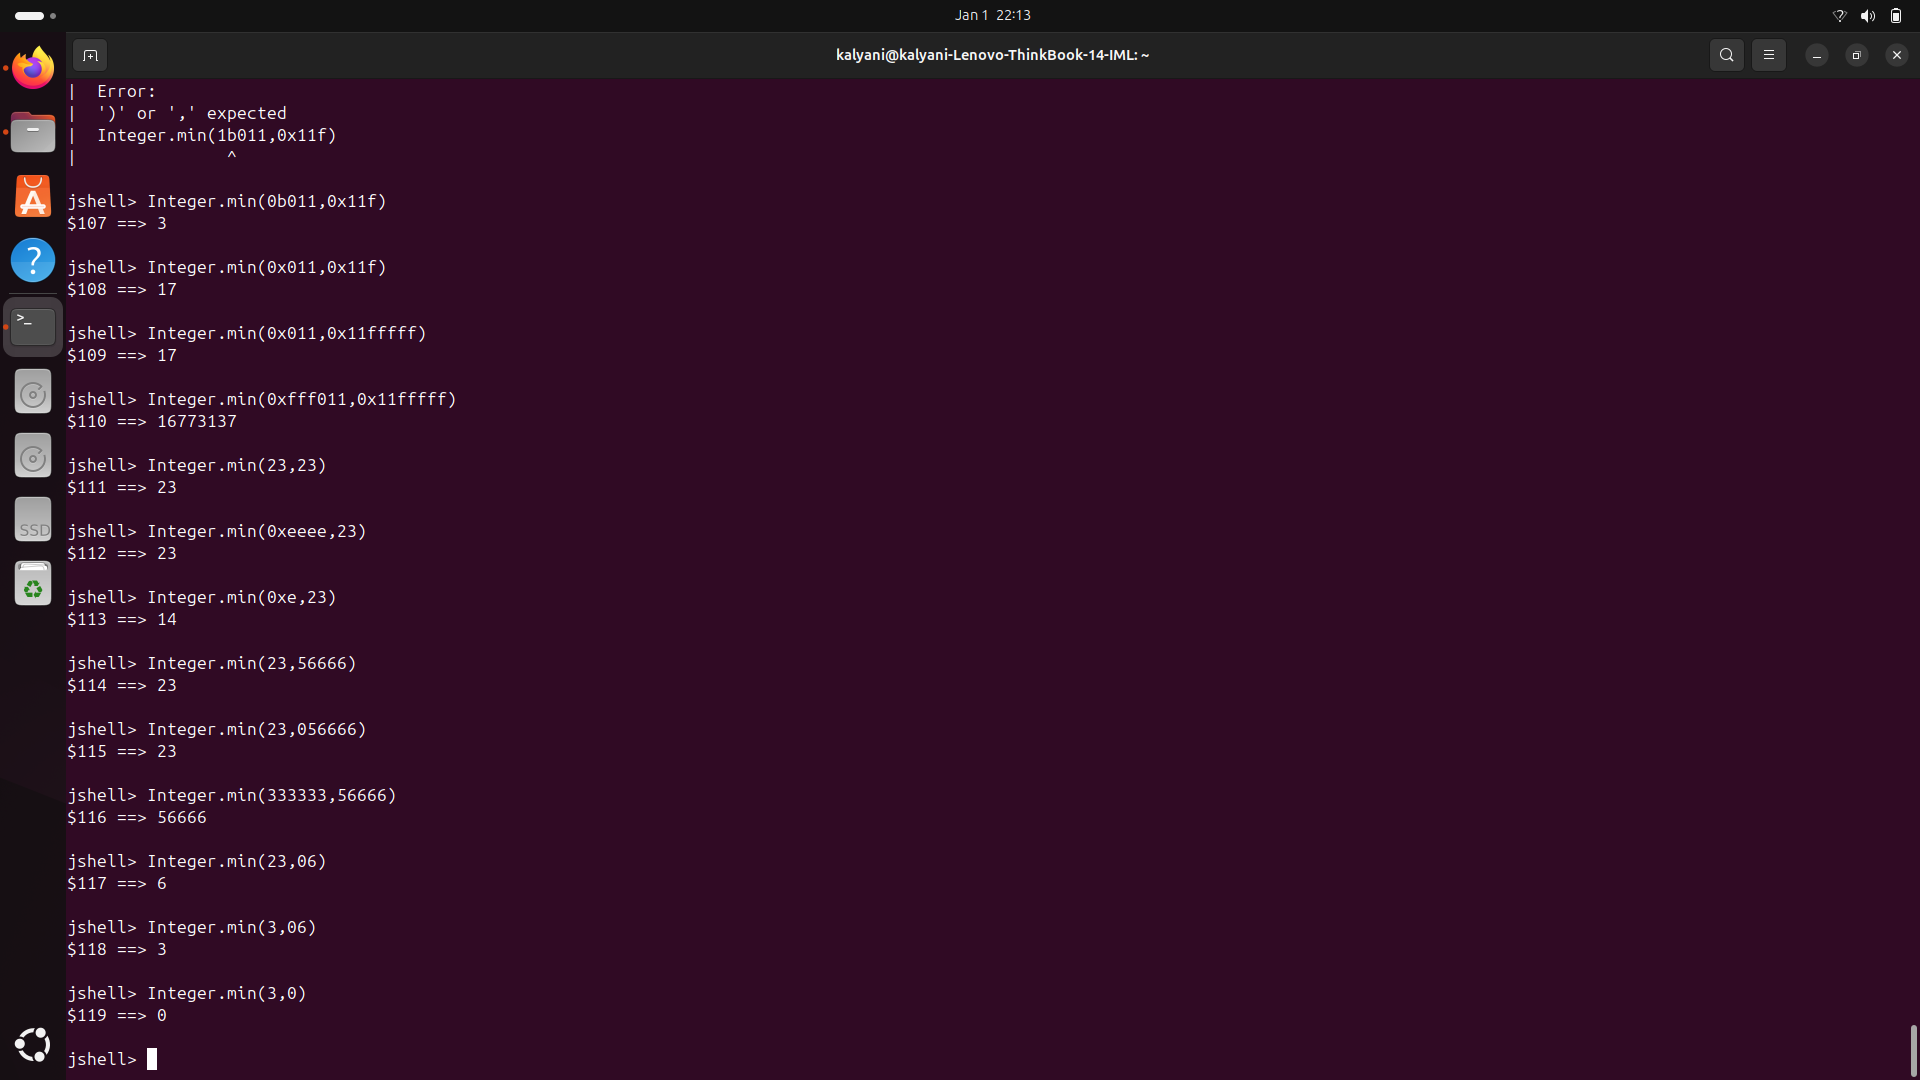 Jan 1 22:13
kalyani@kalyani-Lenovo-ThinkBook-14-IML: ~
| Error:
| ')' or ',' expected
| Integer.min(1b011,0x11f)
| ^
jshell> Integer.min(0b011,0x11f)
$107 ==> 3
jshell> Integer.min(0x011,0x11f)
$108 ==> 17
jshell> Integer.min(0x011,0x11fffff)
$109 ==> 17
jshell> Integer.min(0xfff011,0x11fffff)
$110 ==> 16773137
jshell> Integer.min(23,23)
$111 ==> 23
jshell> Integer.min(0xeeee,23)
$112 ==> 23
jshell> Integer.min(0xe,23)
$113 ==> 14
jshell> Integer.min(23,56666)
$114 ==> 23
jshell> Integer.min(23,056666)
$115 ==> 23
jshell> Integer.min(333333,56666)
$116 ==> 56666
jshell> Integer.min(23,06)
$117 ==> 6
jshell> Integer.min(3,06)
$118 ==> 3
jshell> Integer.min(3,0)
$119 ==> 0
jshell>
>_
SSD